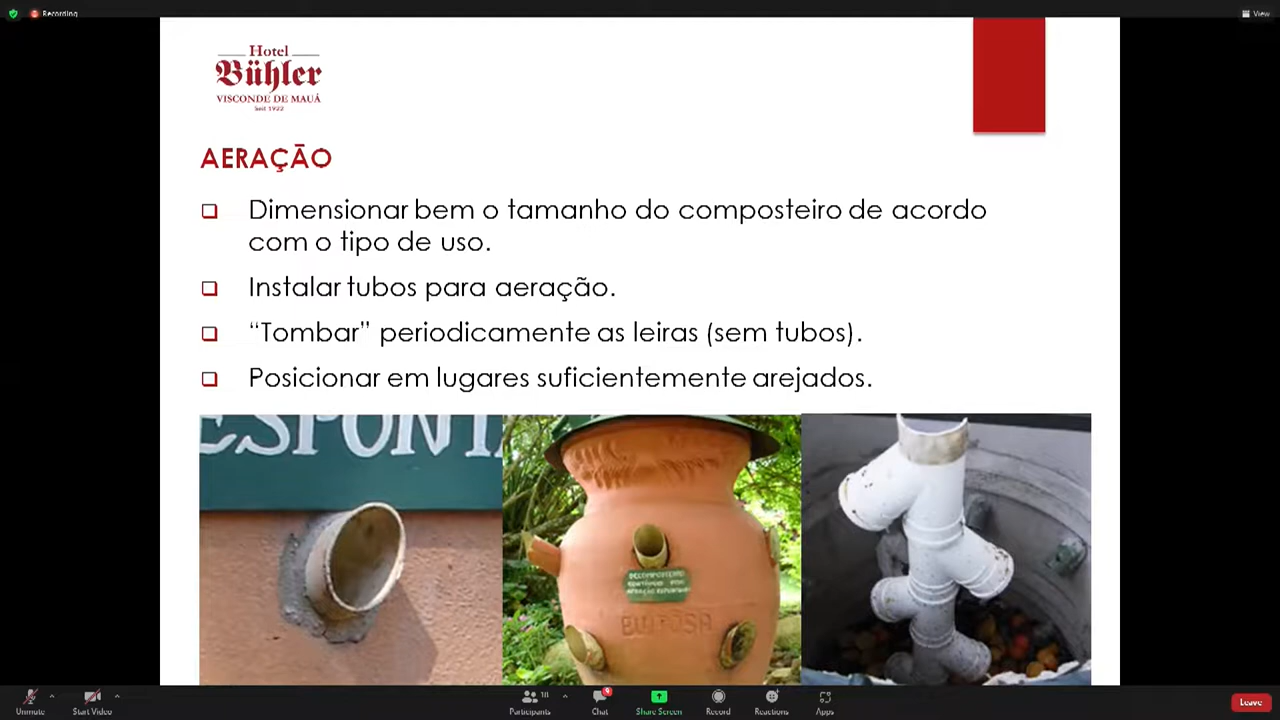 Recording
View
Hotel
Bühler
VISCONDE DE MAUÁ
Seit 1922
AERAÇÃO
Dimensionar bem o tamanho do composteiro de acordo
com o tipo de uso.
Instalar tubos para aeração.
“Tombar” periodicamente as leiras (sem tubos).
Posicionar em lugares suficientemente arejados.
ESPONTA
Unmute
Start Video
Participants
Chat
Share Screen
Record
Reactions
Apps
Leave